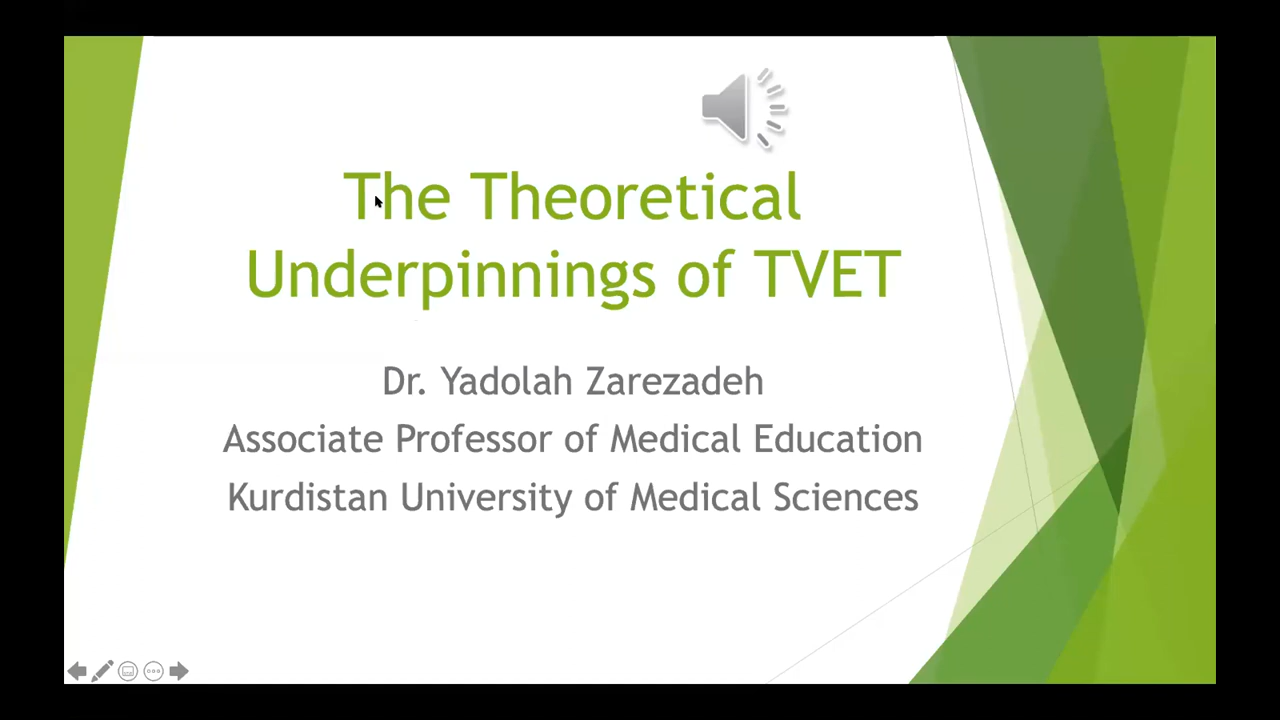 The Theoretical
Underpinnings of TVET
Dr. Yadolah Zarezadeh
Associate Professor of Medical Education
Kurdistan University of Medical Sciences